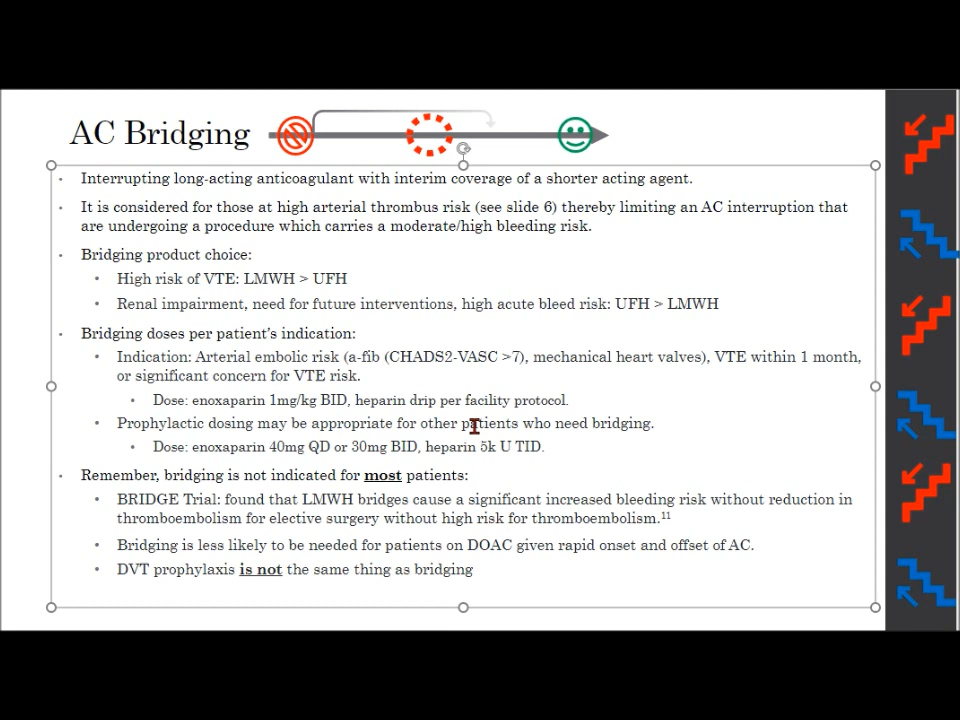 AC Bridging
Interrupting long-acting anticoagulant with interim coverage of a shorter acting agent.
It is considered for those at high arterial thrombus risk (see slide 6) thereby limiting an AC interruption that
are undergoing a procedure which carries a moderate/high bleeding risk.
Bridging product choice:
High risk of VTE: LMWH > UFH
Renal impairment, need for future interventions, high acute bleed risk: UFH > LMWH
Bridging doses per patient's indication:
Indication: Arterial embolic risk (a-fib (CHADS2-VASC >7), mechanical heart valves), VTE within 1 month,
or significant concern for VTE risk.
Dose: enoxaparin 1mg/kg BID, heparin drip per facility protocol.
Prophylactic dosing may be appropriate for other patients who need bridging.
Dose: enoxaparin 40mg QD or 30mg BID, heparin 5k U TID.
Remember, bridging is not indicated for most patients:
BRIDGE Trial: found that LMWH bridges cause a significant increased bleeding risk without reduction in
thromboembolism for elective surgery without high risk for thromboembolism.11
Bridging is less likely to be needed for patients on DOAC given rapid onset and offset of AC.
DVT prophylaxis is not the same thing as bridging